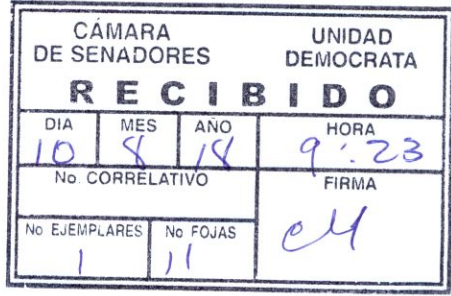 CÁMARA DE SENADORES
UNIDAD DEMOCRATA
RECIBIDO
DIA MES AÑO HORA
10 8 18 9:23
No. CORRELATIVO FIRMA
No EJEMPLARES No FOJAS
1 11